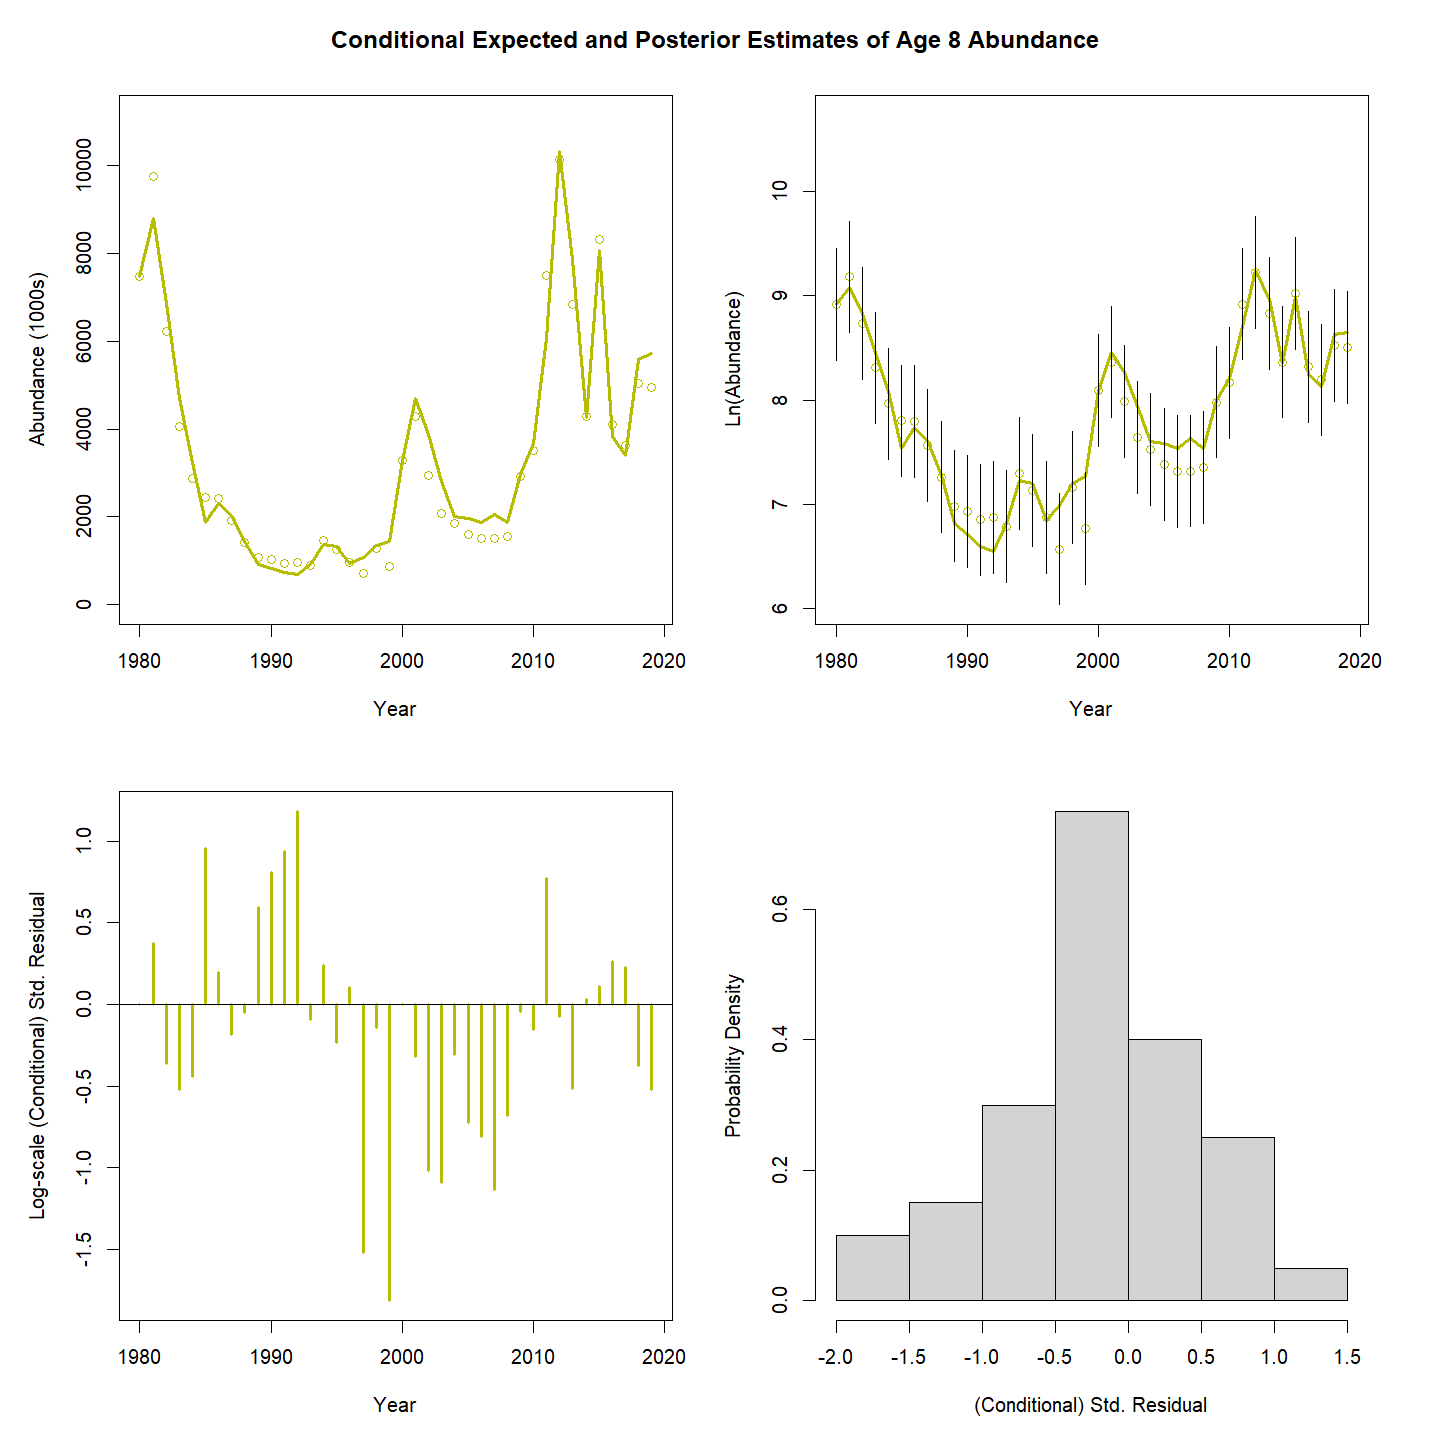 Conditional Expected and Posterior Estimates of Age 8 Abundance
Abundance (1000s)
10000
8000
6000
4000
2000
0
1980 1990 2000 2010 2020
Year
Ln(Abundance)
10
9
8
7
6
1980 1990 2000 2010 2020
Year
Log-scale (Conditional) Std. Residual
1.0
0.5
0.0
-0.5
-1.0
-1.5
1980 1990 2000 2010 2020
Year
Probability Density
0.6
0.4
0.2
0.0
-2.0 -1.5 -1.0 -0.5 0.0 0.5 1.0 1.5
(Conditional) Std. Residual